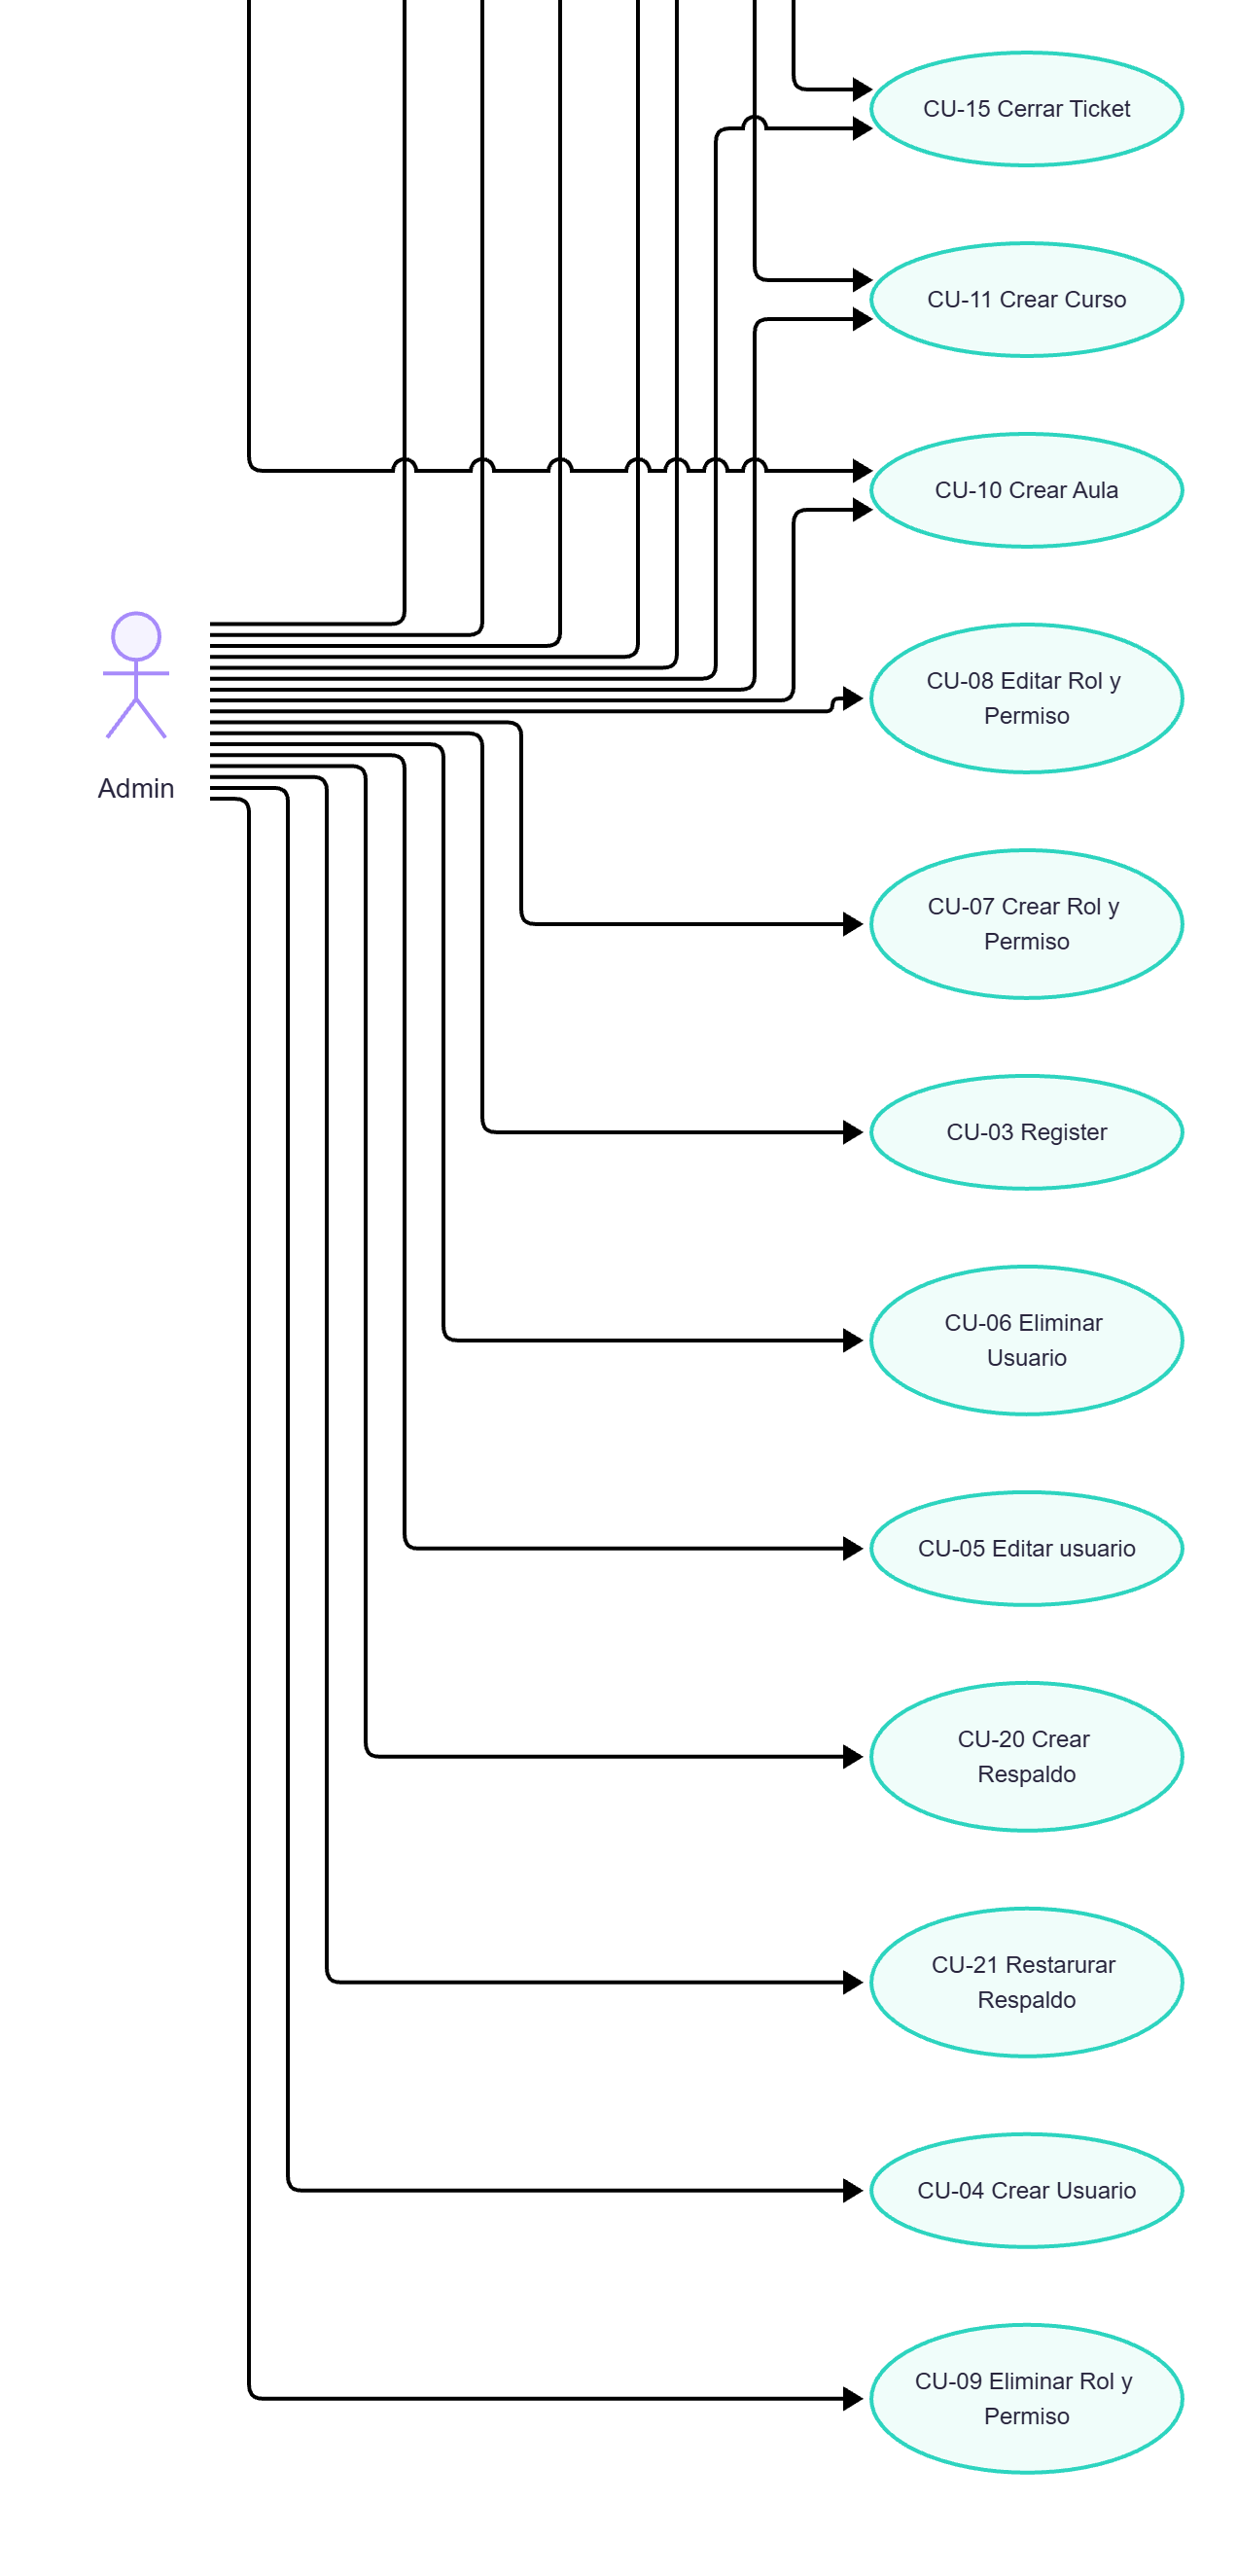 CU-15 Cerrar Ticket
CU-11 Crear Curso
CU-10 Crear Aula
CU-08 Editar Rol y
Permiso
Admin
CU-07 Crear Rol y
Permiso
CU-03 Register
CU-06 Eliminar
Usuario
CU-05 Editar usuario
CU-20 Crear
Respaldo
CU-21 Restarurar
Respaldo
CU-04 Crear Usuario
CU-09 Eliminar Rol y
Permiso